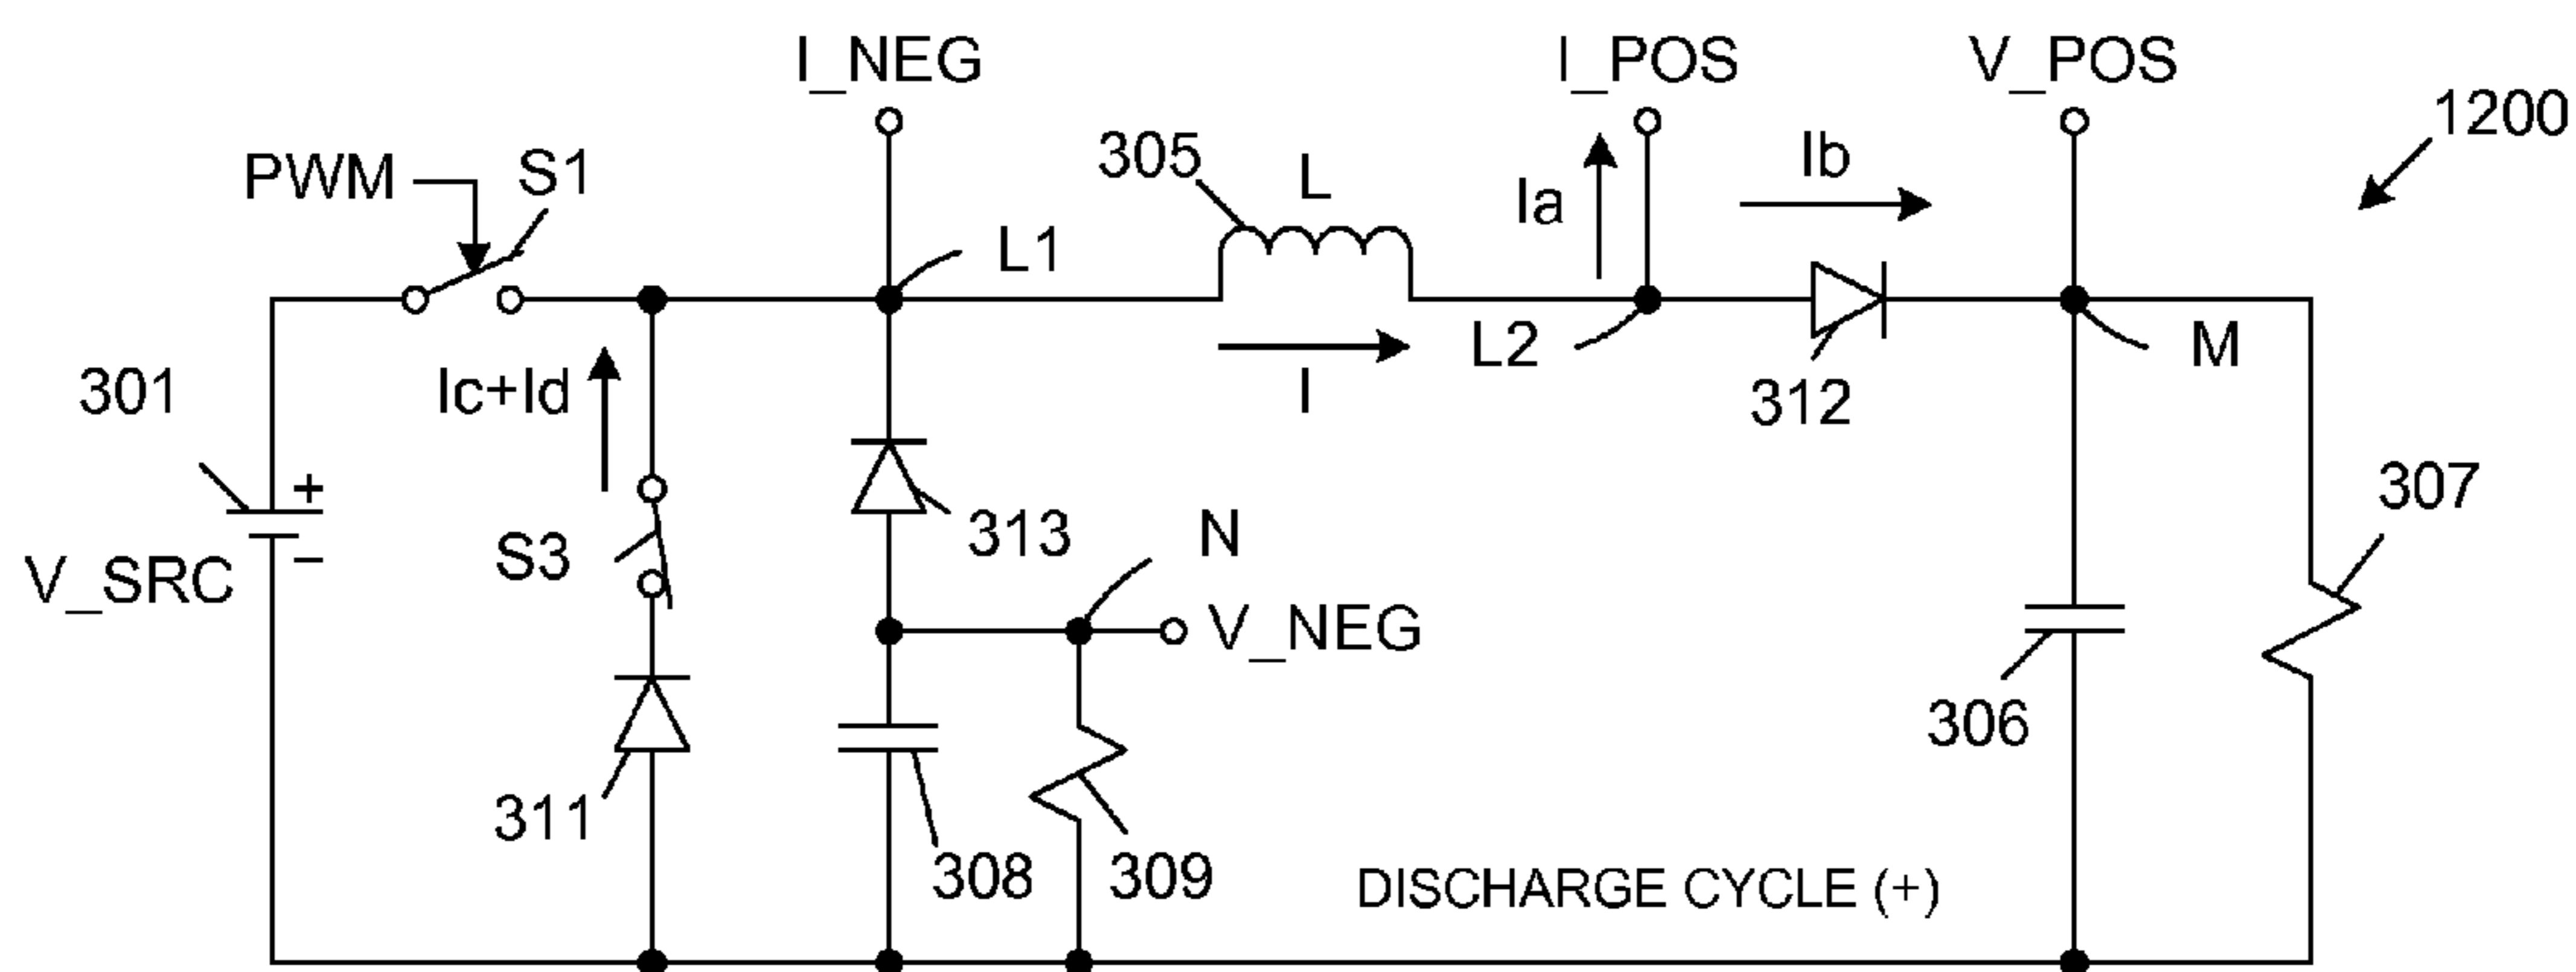 I_NEG
I_POS
V_POS
1200
PWM
S1
305
L
Ia
Ib
L1
301
Ic+Id
I
L2
312
M
+
307
S3
313
N
V_SRC
−
V_NEG
306
311
308
309
DISCHARGE CYCLE (+)